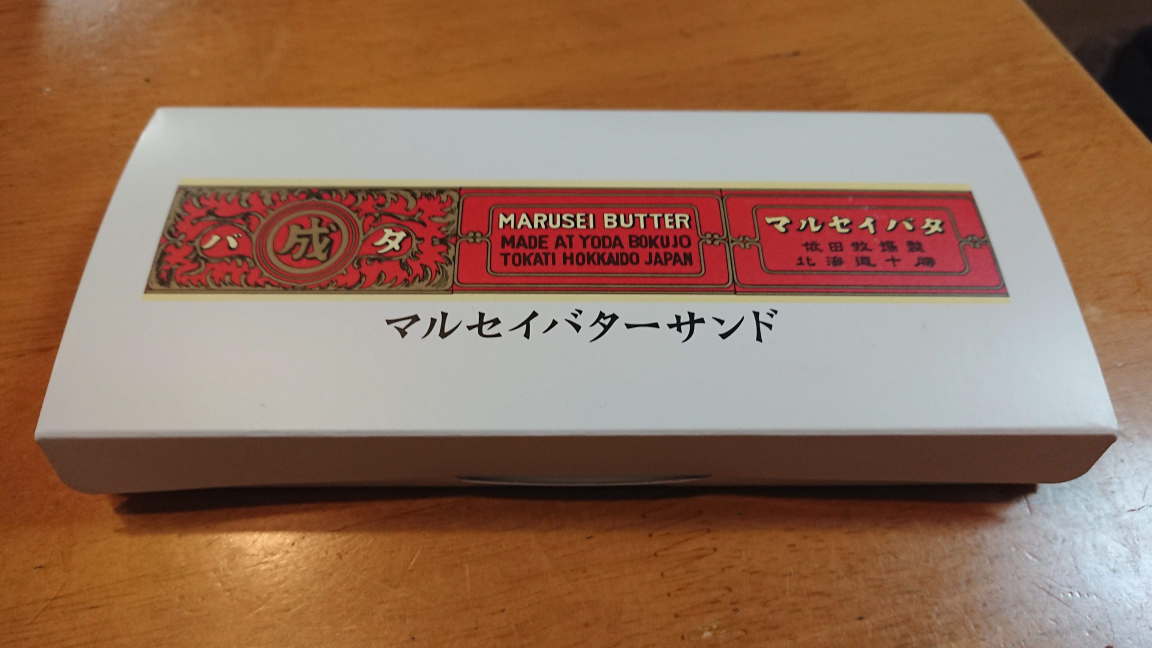 バ 成 タ
MARUSEI BUTTER
MADE AT YODA BOKUJO
TOKATI HOKKAIDO JAPAN
マルセイバタ
依田牧場製
北海道十勝
マルセイバターサンド